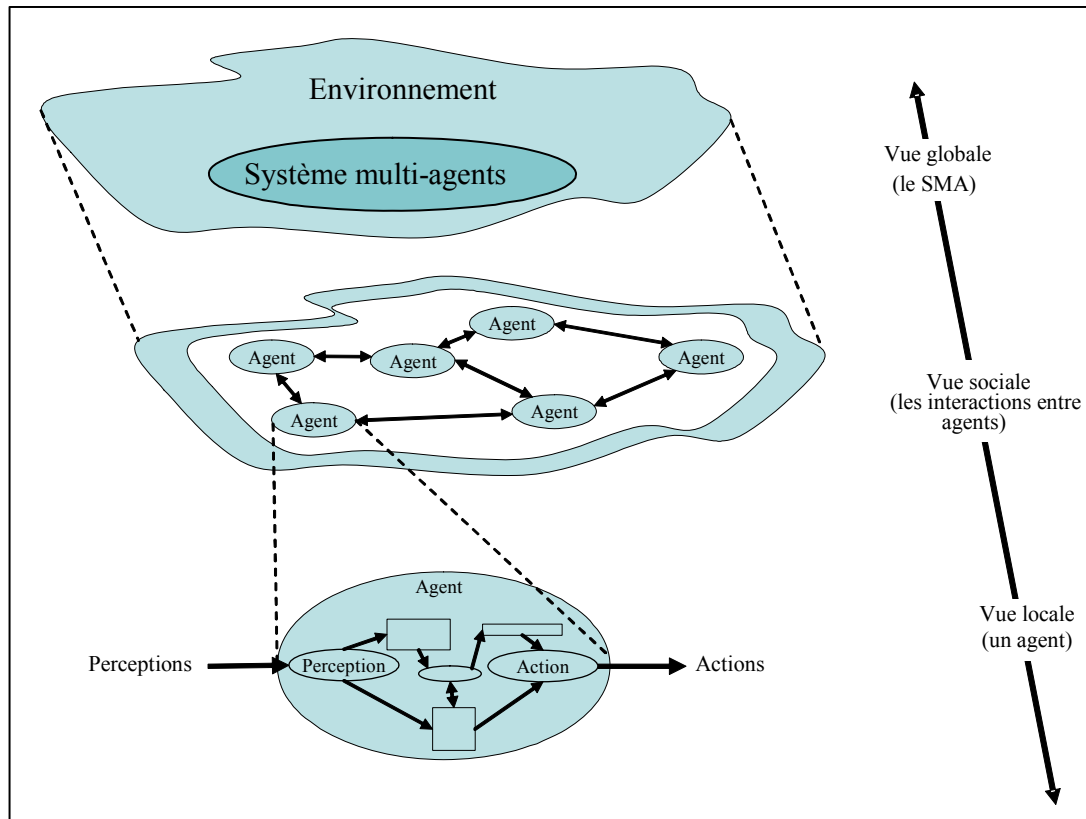 Environnement
Système multi-agents
Vue globale
(le SMA)
Agent
Agent
Agent
Agent
Agent
Agent
Vue sociale
(les interactions entre
agents)
Agent
Vue locale
(un agent)
Perceptions
Perception
Action
Actions